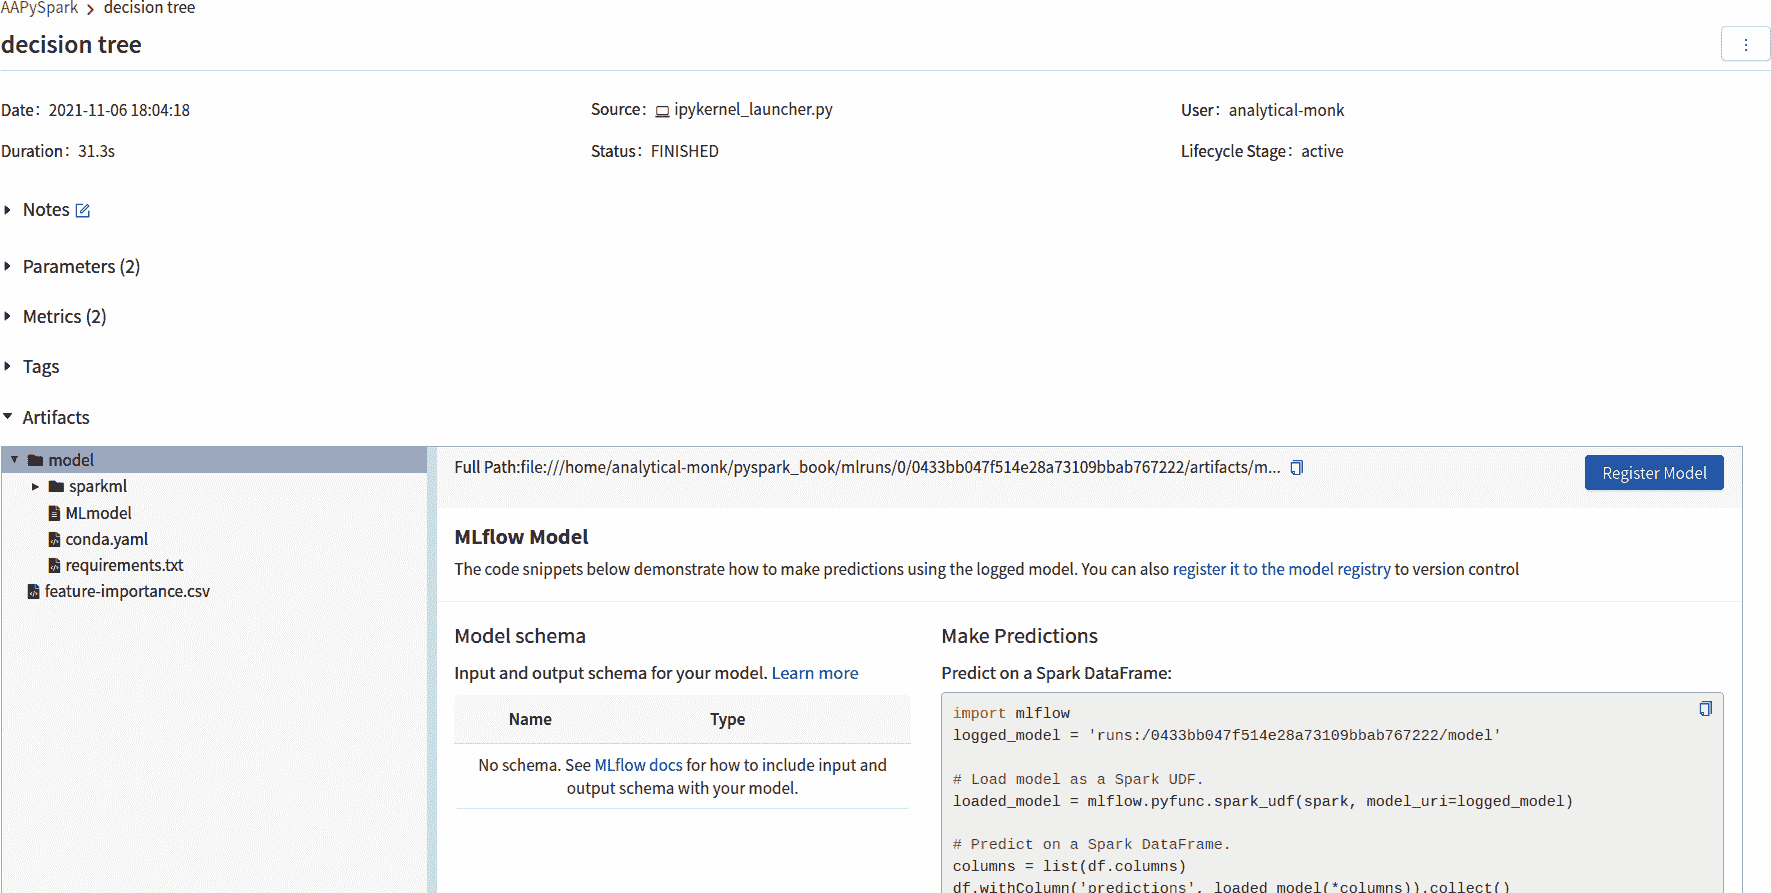 AAPySpark > decision tree
decision tree
Date: 2021-11-06 18:04:18
Source: ipykernel_launcher.py
User: analytical-monk
Duration: 31.3s
Status: FINISHED
Lifecycle Stage: active
Notes
Parameters (2)
Metrics (2)
Tags
Artifacts
model
sparkml
MLmodel
conda.yaml
requirements.txt
feature-importance.csv
Full Path:file:///home/analytical-monk/pyspark_book/mlruns/0/0433bb047f514e28a73109bbab767222/artifacts/m...
Register Model
MLflow Model
The code snippets below demonstrate how to make predictions using the logged model. You can also register it to the model registry to version control
Model schema
Input and output schema for your model. Learn more
Name Type
No schema. See MLflow docs for how to include input and
output schema with your model.
Make Predictions
Predict on a Spark DataFrame:
import mlflow
logged_model = 'runs:/0433bb047f514e28a73109bbab767222/model'
# Load model as a Spark UDF.
loaded_model = mlflow.pyfunc.spark_udf(spark, model_uri=logged_model)
# Predict on a Spark DataFrame.
columns = list(df.columns)
df.withColumn('predictions', loaded_model(*columns)).collect()